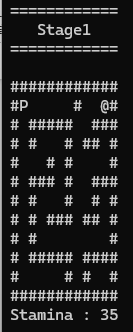 ============
   Stage1
============

############
#P     #  @#
# #####  ###
# #   # ## #
#   # #    #
# ### #  ###
# #   #  # #
# # ### ## #
# #        #
# ##### ####
#     # #  #
############
Stamina : 35